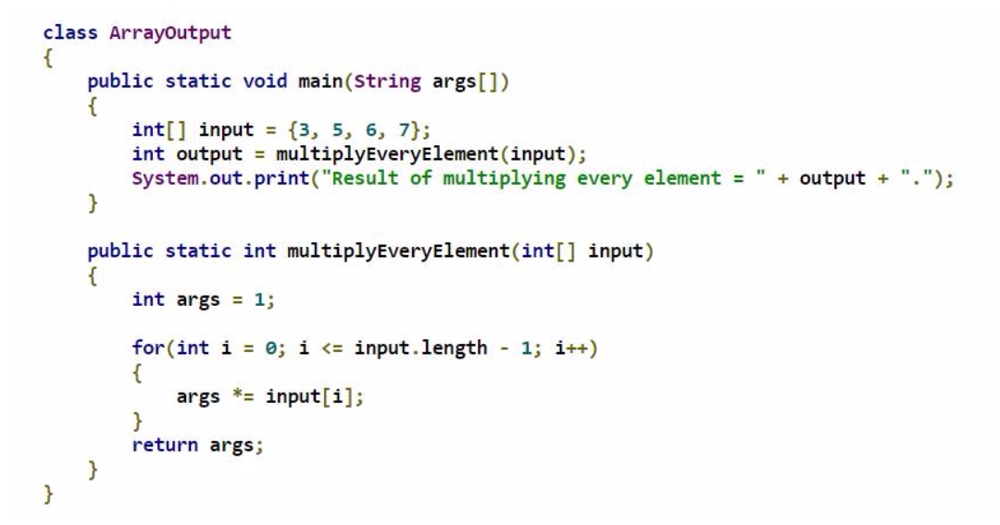 class ArrayOutput
{
    public static void main(String args[])
    {
        int[] input = {3, 5, 6, 7};
        int output = multiplyEveryElement(input);
        System.out.print("Result of multiplying every element = " + output + ".");
    }

    public static int multiplyEveryElement(int[] input)
    {
        int args = 1;

        for(int i = 0; i <= input.length - 1; i++)
        {
            args *= input[i];
        }
        return args;
    }
}